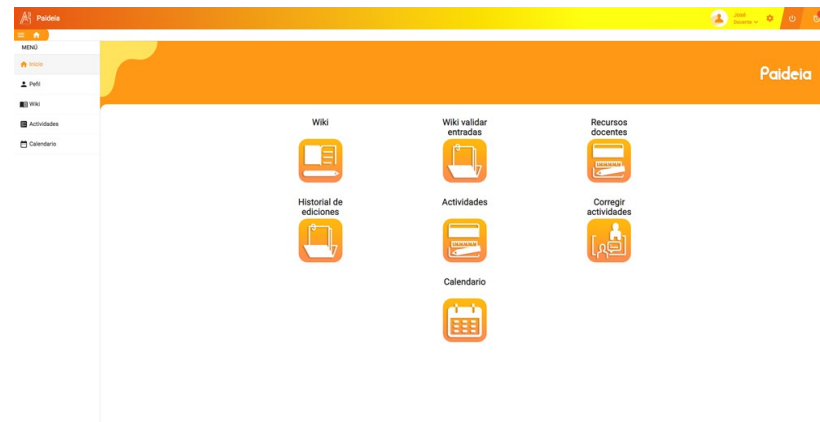 Paideia
José
Docente
MENÚ
Inicio
Pefil
Wiki
Actividades
Calendario
Paideia
Wiki
Wiki validar
entradas
Recursos
docentes
Historial de
ediciones
Actividades
Corregir
actividades
Calendario